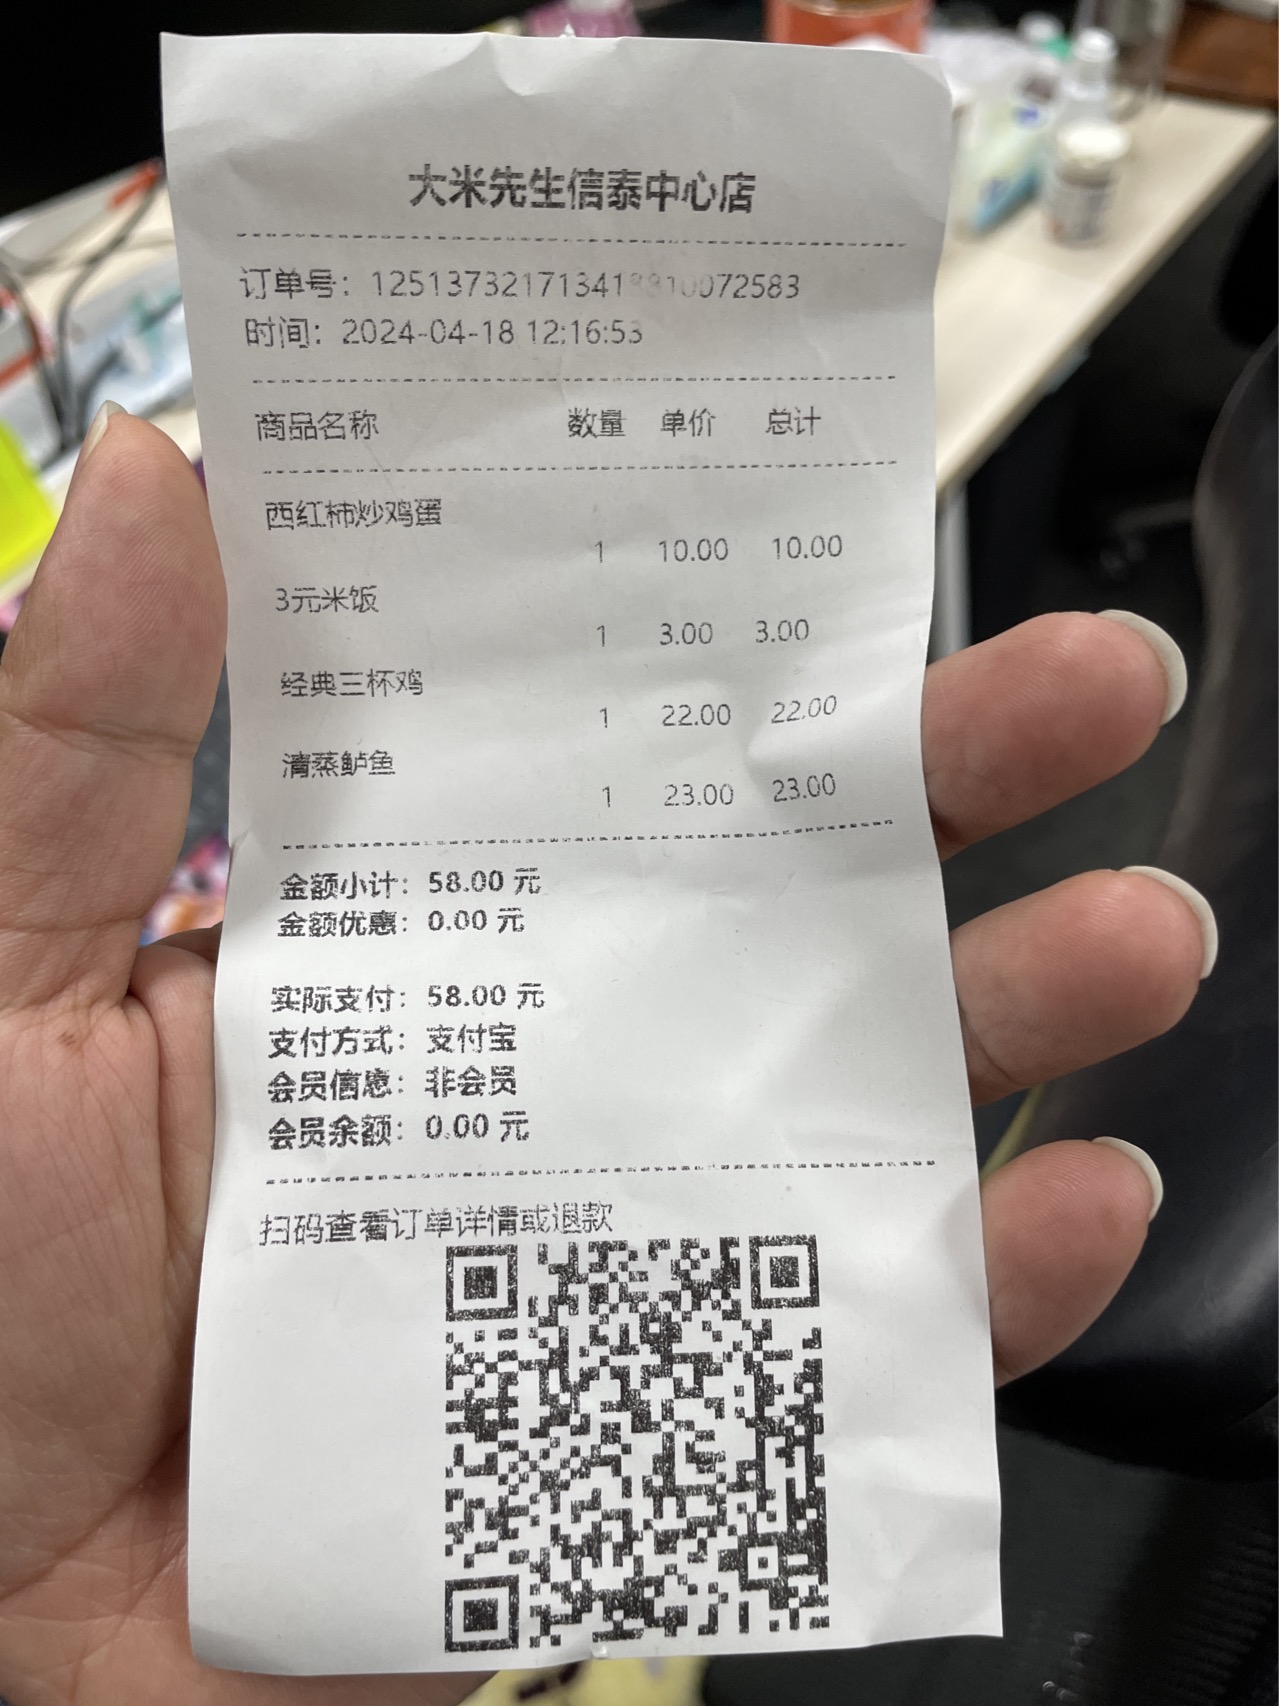 大米先生信泰中心店
订单号：125137321713418810072583
时间：2024-04-18 12:16:53
商品名称 数量 单价 总计
西红柿炒鸡蛋
1 10.00 10.00
3元米饭
1 3.00 3.00
经典三杯鸡
1 22.00 22.00
清蒸鲈鱼
1 23.00 23.00
金额小计：58.00 元
金额优惠：0.00 元
实际支付：58.00 元
支付方式：支付宝
会员信息：非会员
会员余额：0.00 元
扫码查看订单详情或退款